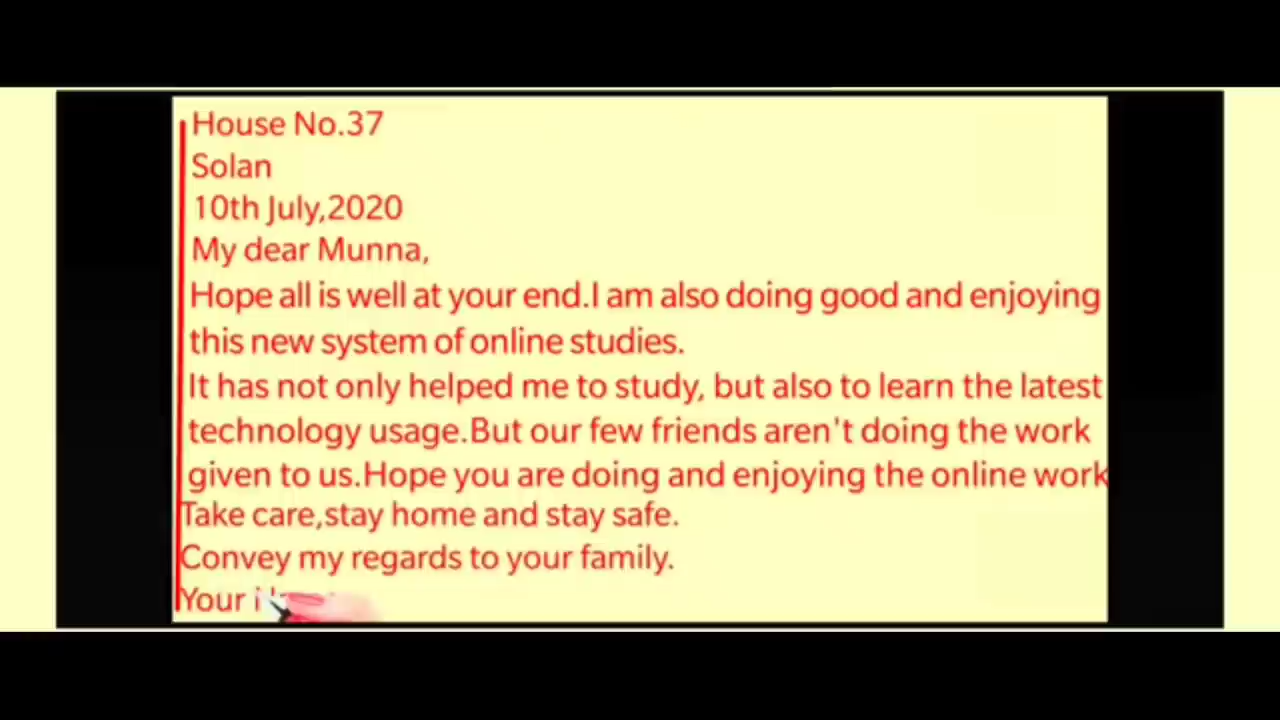 House No.37
Solan
10th July,2020
My dear Munna,
Hope all is well at your end.I am also doing good and enjoying
this new system of online studies.
It has not only helped me to study, but also to learn the latest
technology usage.But our few friends aren't doing the work
given to us.Hope you are doing and enjoying the online work
Take care,stay home and stay safe.
Convey my regards to your family.
Your